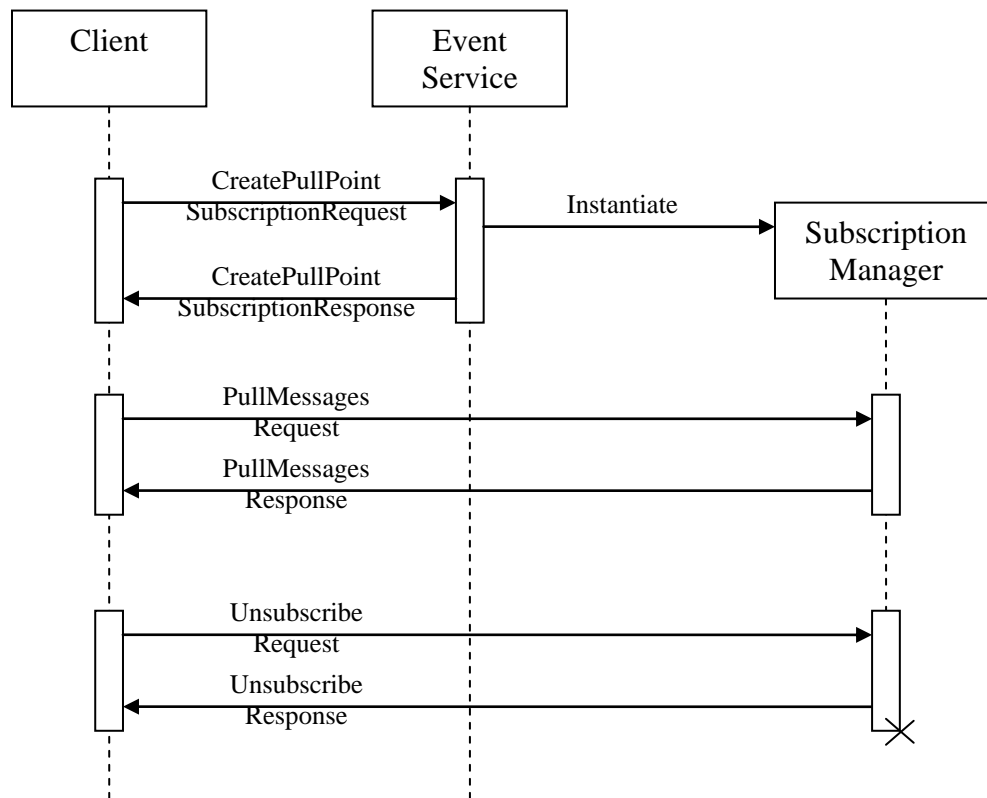 Client
Event
Service
CreatePullPoint
SubscriptionRequest
Instantiate
Subscription
Manager
CreatePullPoint
SubscriptionResponse
PullMessages
Request
PullMessages
Response
Unsubscribe
Request
Unsubscribe
Response